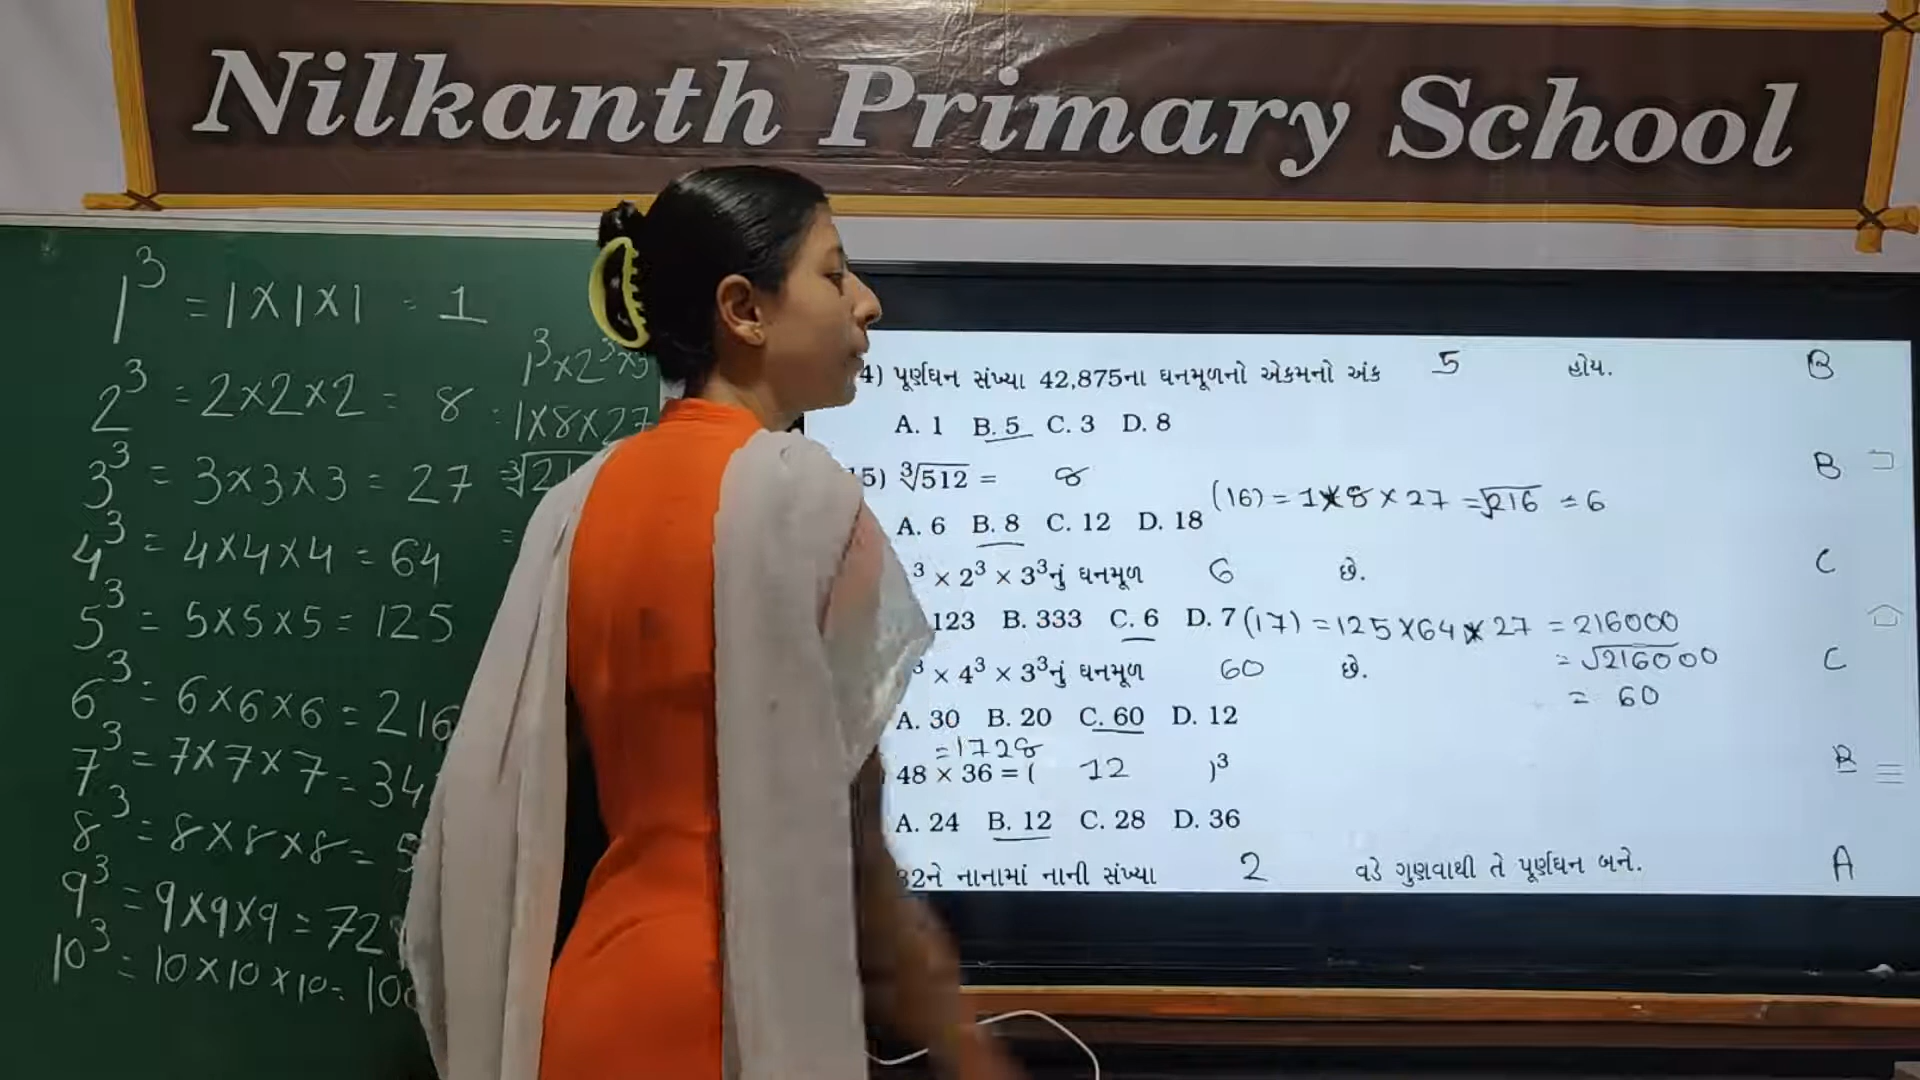 Nilkanth Primary School
1³ = 1×1×1 = 1
2³ = 2×2×2 = 8
3³ = 3×3×3 = 27
4³ = 4×4×4 = 64
5³ = 5×5×5 = 125
6³ = 6×6×6 = 216
7³ = 7×7×7 = 34
8³ = 8×8×8 = 5
9³ = 9×9×9 = 72
10³ = 10×10×10 = 10
1³×2³×3
= 1×8×27
4) પૂર્ણઘન સંખ્યા 42,875ના ઘનમૂળનો એકમનો અંક 5 હોય. B
A. 1 B. 5 C. 3 D. 8
5) ∛512 = 8 B
(16) = 1×8×27 = √216 = 6
A. 6 B. 8 C. 12 D. 18
³ × 2³ × 3³નું ઘનમૂળ 6 છે. C
123 B. 333 C. 6 D. 7
(17) = 125×64×27 = 216000
= √216000
= 60
³ × 4³ × 3³નું ઘનમૂળ 60 છે. C
A. 30 B. 20 C. 60 D. 12
=1728
48 × 36 = ( 12 )³ B
A. 24 B. 12 C. 28 D. 36
32ને નાનામાં નાની સંખ્યા 2 વડે ગુણવાથી તે પૂર્ણઘન બને. A